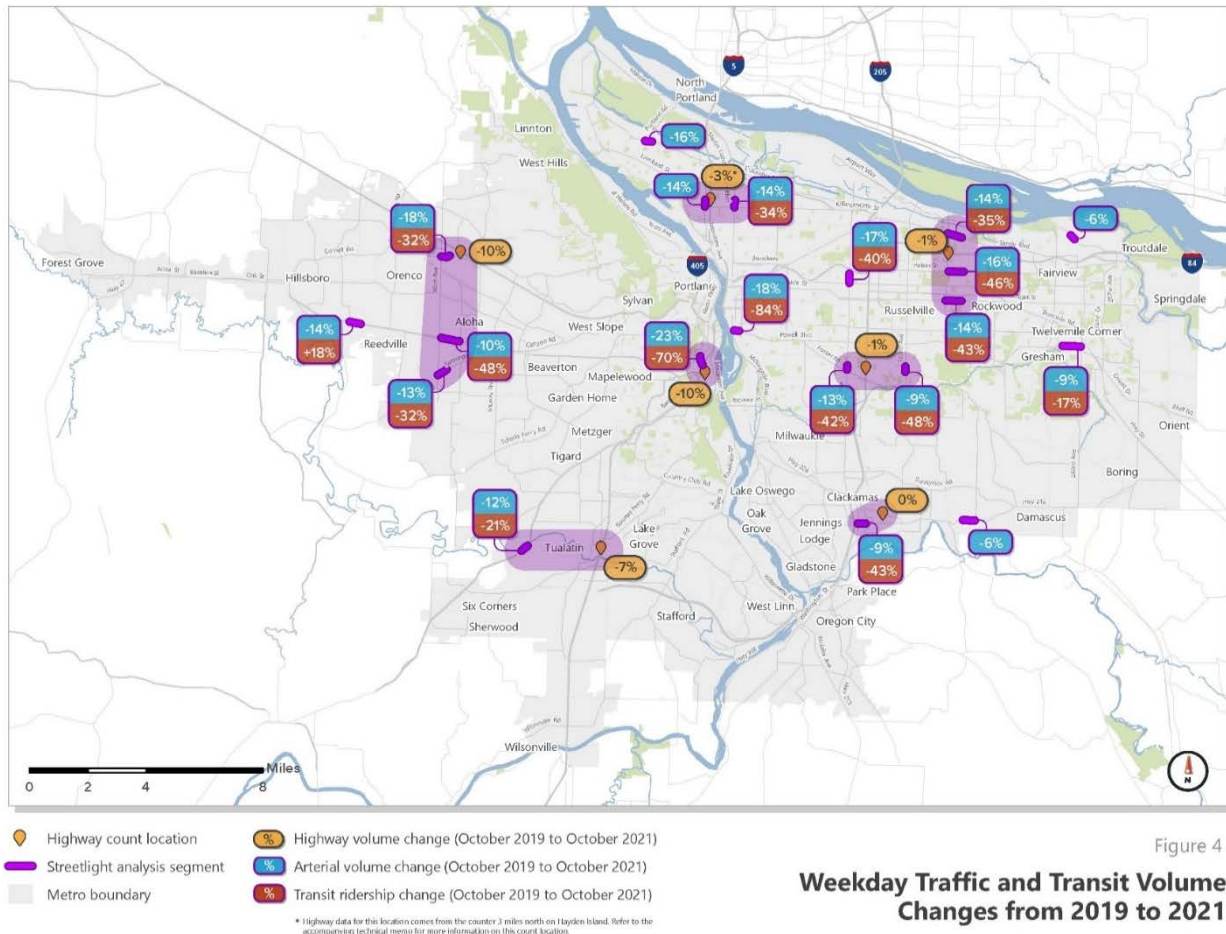 5
205
North
Portland
Linnton
West Hills
-16%
-3%*
-14%
-14%
-34%
-18%
-32%
-10%
-14%
-35%
-1%
-6%
Troutdale
84
-17%
-40%
Forest Grove
Hillsboro
Orenco
405
Portland
-16%
-46%
Fairview
Sylvan
-18%
-84%
Russellville
Rockwood
Springdale
-14%
+18%
Reedville
Aloha
West Slope
-10%
-48%
Beaverton
Maplewood
-23%
-70%
-10%
Powell Blvd
-1%
-14%
-43%
Twelvemile Corner
Gresham
-13%
-32%
Garden Home
Metzger
Tigard
-13%
-42%
-9%
-48%
-9%
-17%
Milwaukie
Orient
Boring
-12%
-21%
Lake Oswego
Oak
Grove
Clackamas
0%
Damascus
Lake
Grove
Jennings
Lodge
-6%
Tualatin
-7%
-9%
-43%
Gladstone
Park Place
Six Corners
Sherwood
Stafford
West Linn
Oregon City
Wilsonville
Miles
0 2 4 8
N
Highway count location
Streetlight analysis segment
Metro boundary
% Highway volume change (October 2019 to October 2021)
% Arterial volume change (October 2019 to October 2021)
% Transit ridership change (October 2019 to October 2021)
* Highway data for this location comes from the counter 3 miles north on Hayden Island. Refer to the
accompanying technical memo for more information on this count location.
Figure 4
Weekday Traffic and Transit Volume
Changes from 2019 to 2021